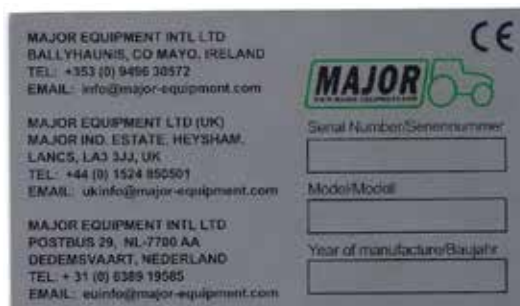 MAJOR EQUIPMENT INTL LTD
BALLYHAUNIS, CO MAYO, IRELAND
TEL: +353 (0) 9496 30572
EMAIL: info@major-equipment.com
MAJOR EQUIPMENT LTD (UK)
MAJOR IND. ESTATE, HEYSHAM,
LANCS, LA3 3JJ, UK
TEL: +44 (0) 1524 850501
EMAIL: ukinfo@major-equipment.com
MAJOR EQUIPMENT INTL LTD
POSTBUS 29, NL-7700 AA
DEDEMSVAART, NEDERLAND
TEL: + 31 (0) 6389 19585
EMAIL: euinfo@major-equipment.com
CE
MAJOR
Serial Number/Seriennummer
Model/Modell
Year of manufacture/Baujahr